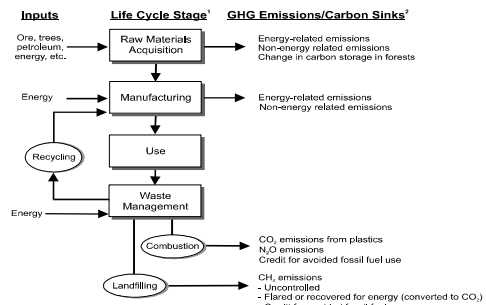 Inputs
Life Cycle Stage¹
GHG Emissions/Carbon Sinks²
Ore, trees,
petroleum,
energy, etc.
Raw Materials
Acquisition
Energy-related emissions
Non-energy related emissions
Change in carbon storage in forests
Energy
Manufacturing
Energy-related emissions
Non-energy related emissions
Recycling
Use
Waste
Management
Energy
Combustion
CO₂ emissions from plastics
N₂O emissions
Credit for avoided fossil fuel use
Landfilling
CH₄ emissions
- Uncontrolled
- Flared or recovered for energy (converted to CO₂)